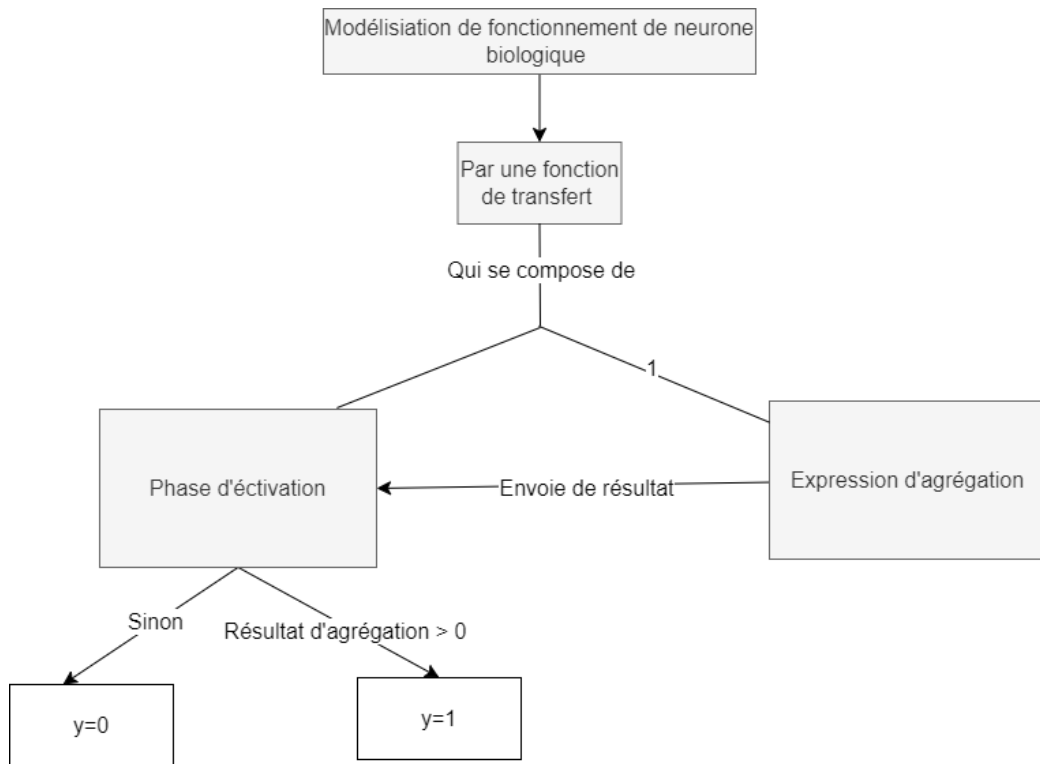 Modélisiation de fonctionnement de neurone
biologique
Par une fonction
de transfert
Qui se compose de
1
Phase d'éctivation
Envoie de résultat
Expression d'agrégation
Sinon
Résultat d'agrégation > 0
y=0
y=1